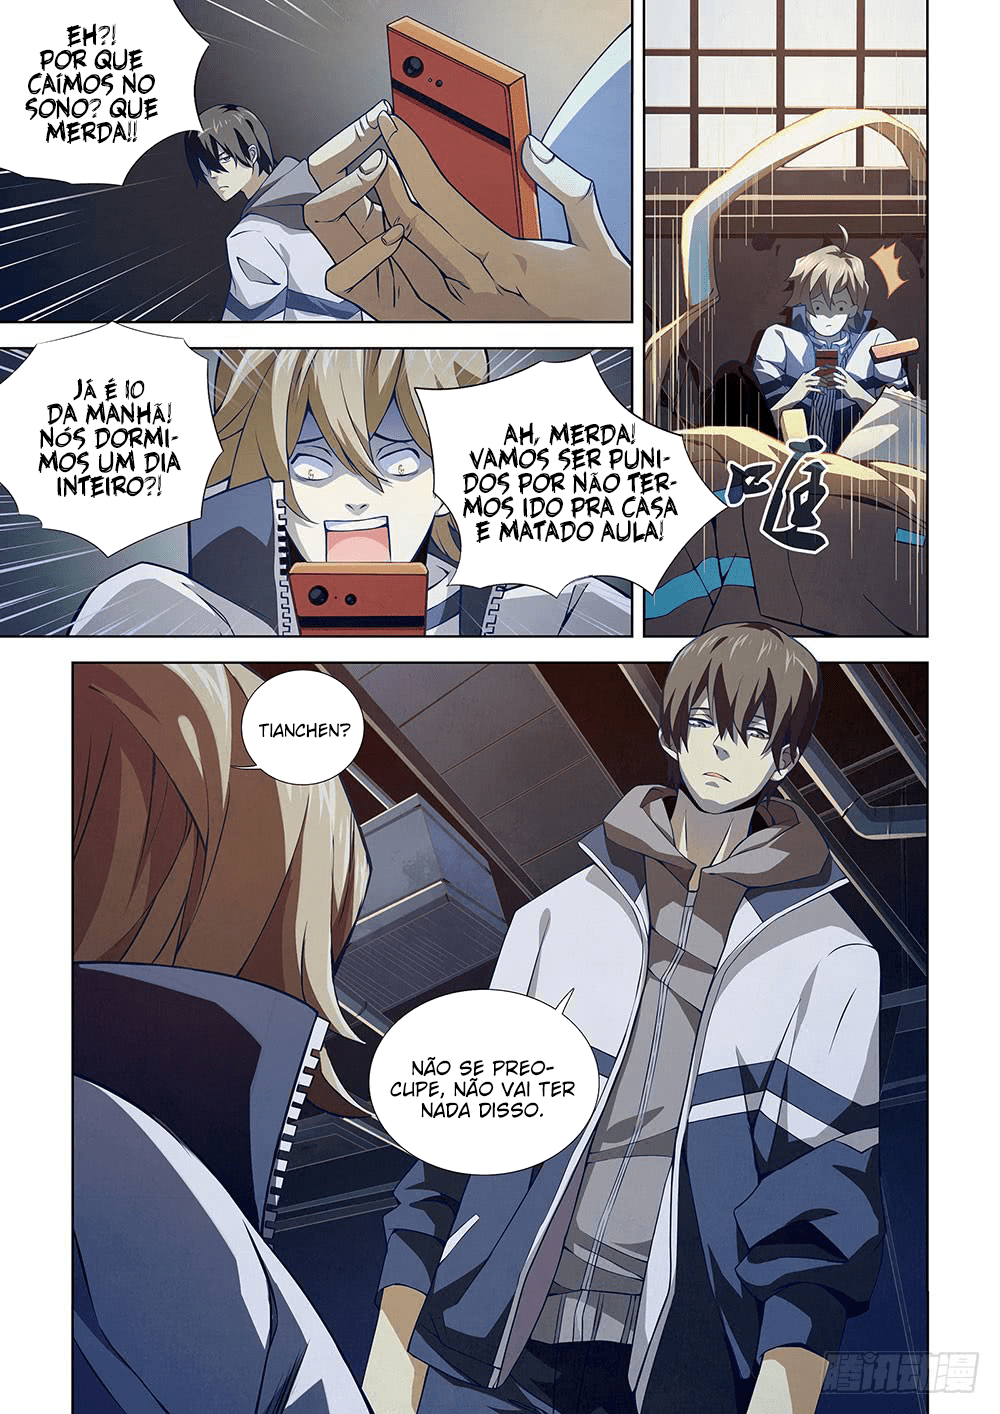 EH?!
POR QUE
CAÍMOS NO
SONO? QUE
MERDA!!
JÁ É 10
DA MANHÃ!
NÓS DORMI-
MOS UM DIA
INTEIRO?!
AH, MERDA!
VAMOS SER PUNI-
DOS POR NÃO TER-
MOS IDO PRA CASA
E MATADO AULA!
TIANCHEN?
NÃO SE PREO-
CUPE, NÃO VAI TER
NADA DISSO.
腾讯动漫